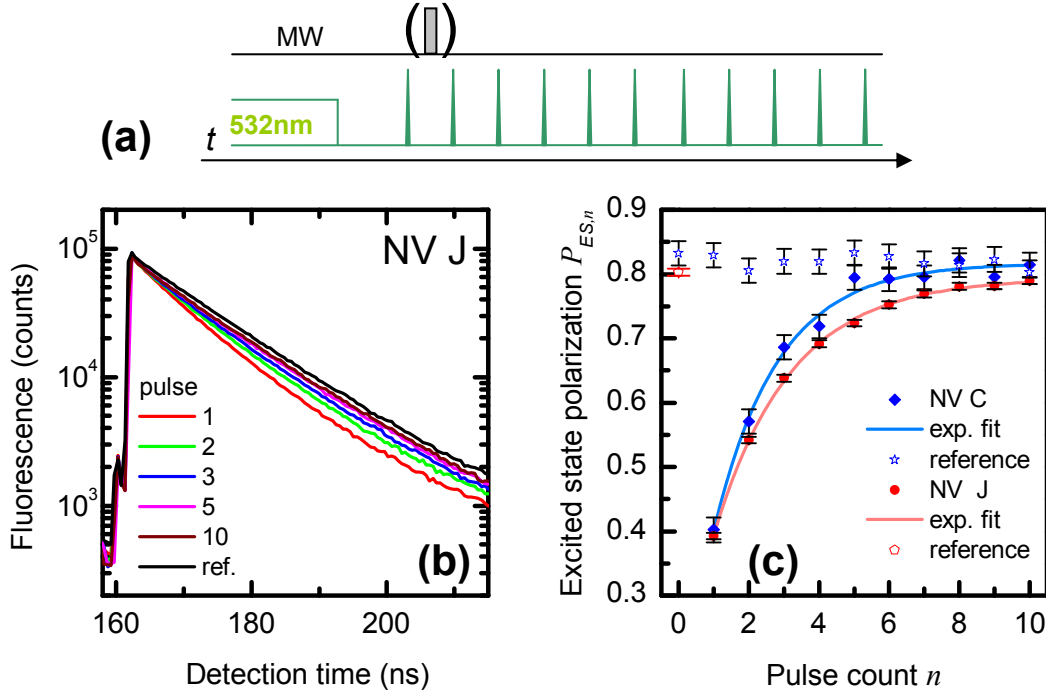 MW
( )
532nm
(a)
t
NV J
Fluorescence (counts)
10^5
10^4
10^3
pulse
1
2
3
5
10
ref.
(b)
160 180 200
Detection time (ns)
Excited state polarization P_{ES,n}
0.9
0.8
0.7
0.6
0.5
0.4
0.3
NV C
exp. fit
reference
NV J
exp. fit
reference
(c)
0 2 4 6 8 10
Pulse count n